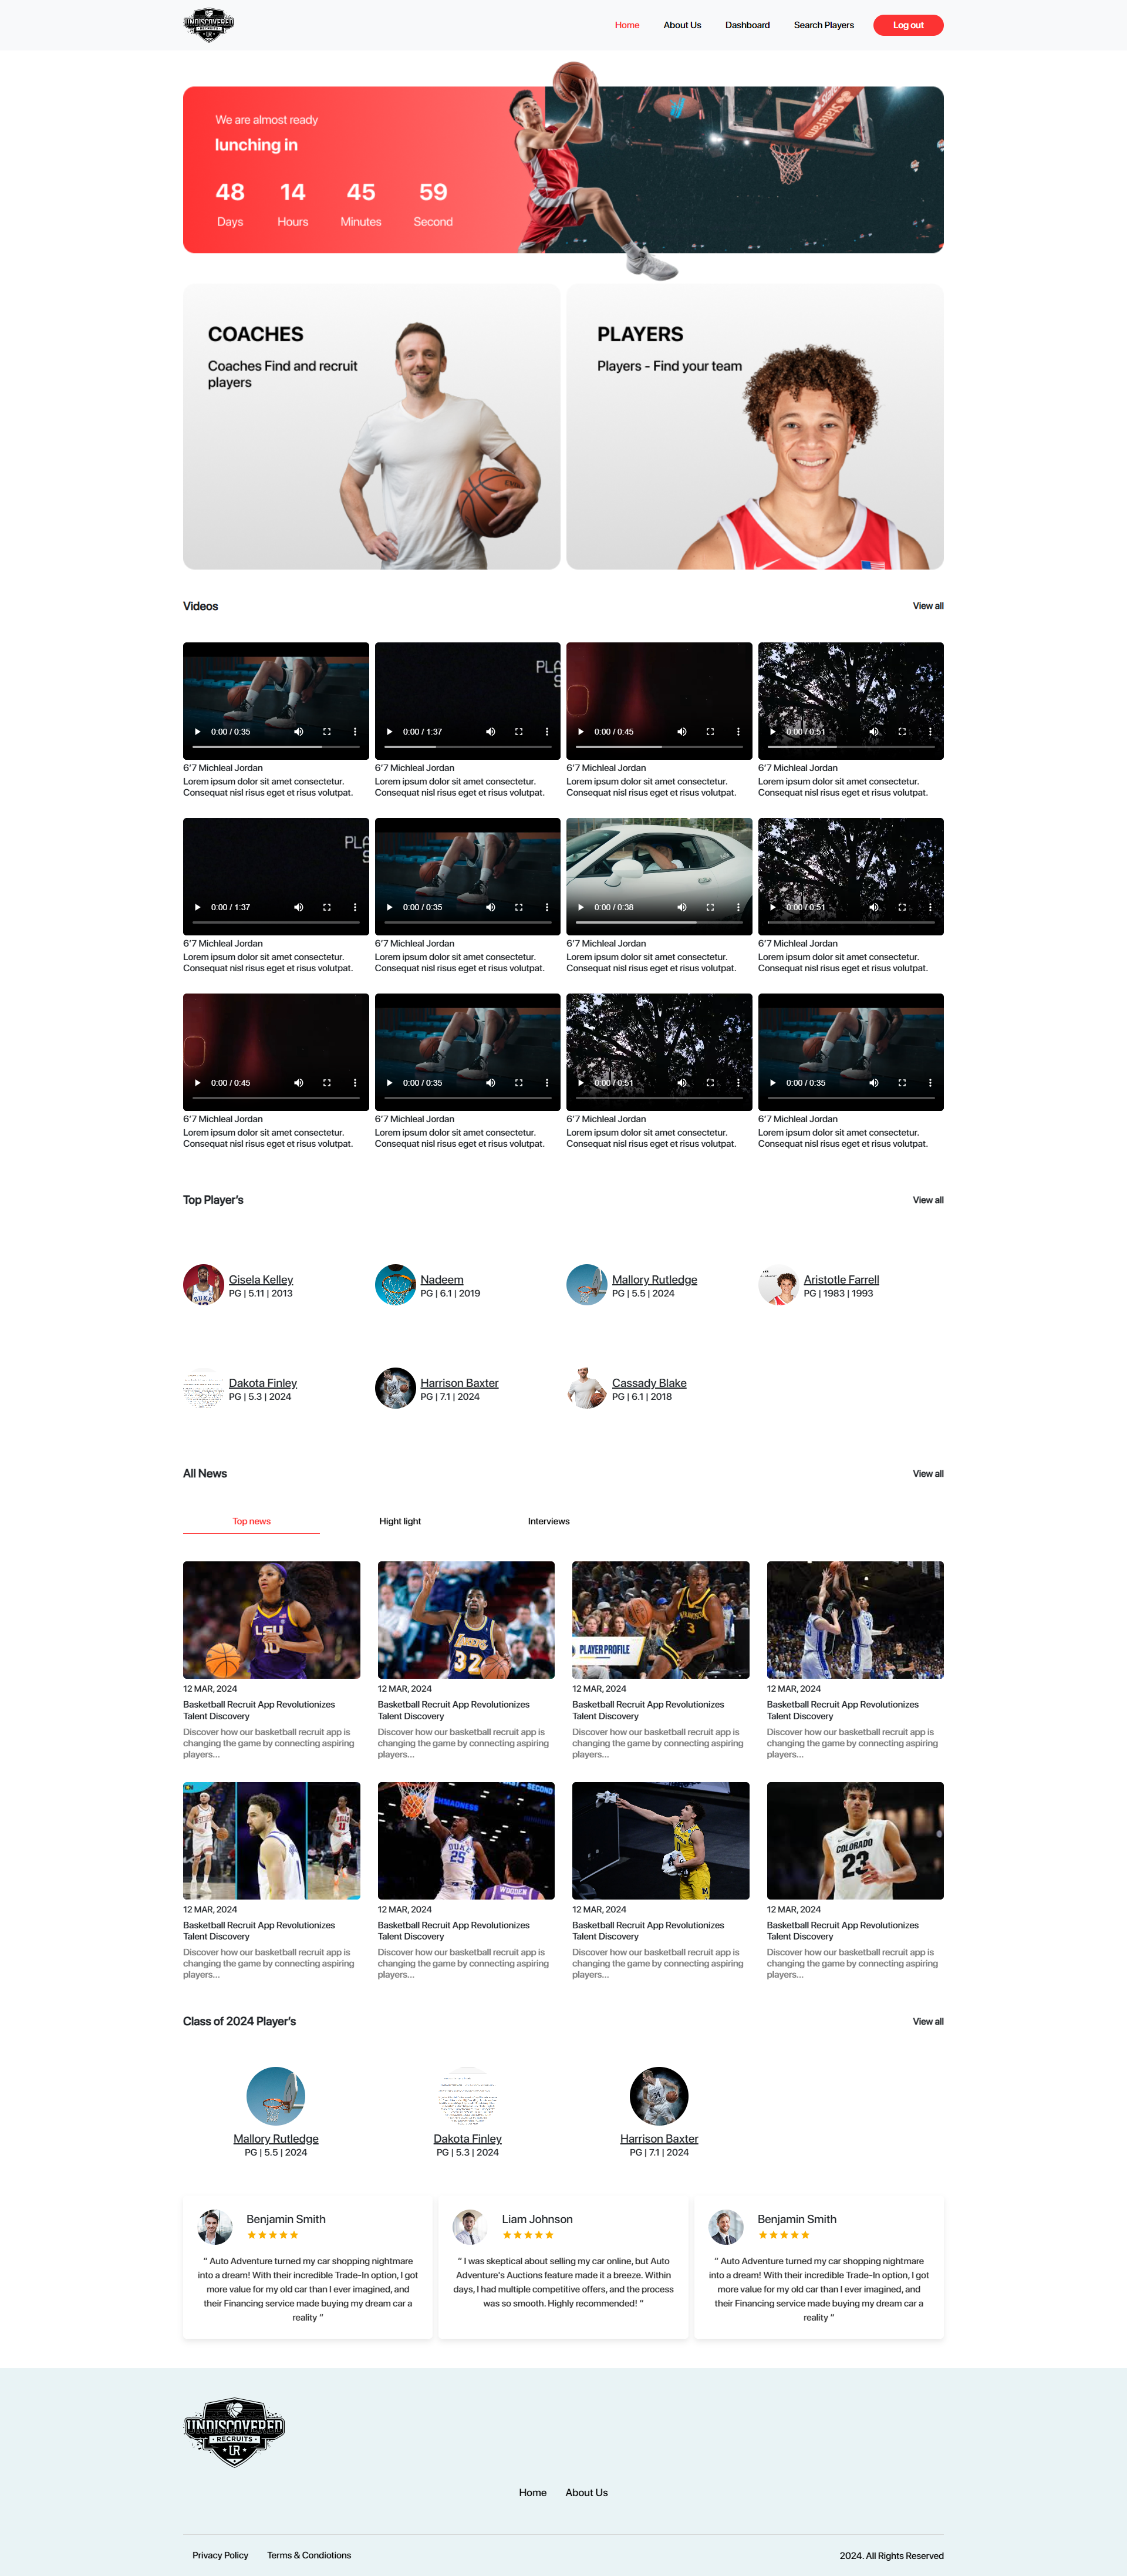 UNDISCOVERED
RECRUITS
UR
Home
About Us
Dashboard
Search Players
Log out
We are almost ready
lunching in
48
14
45
59
Days
Hours
Minutes
Second
StateFarm
COACHES
Coaches Find and recruit
players
PLAYERS
Players - Find your team
Videos
View all
0:00 / 0:35
PLA
S
0:00 / 1:37
0:00 / 0:45
0:00 / 0:51
6'7 Michleal Jordan
Lorem ipsum dolor sit amet consectetur.
Consequat nisl risus eget et risus volutpat.
6'7 Michleal Jordan
Lorem ipsum dolor sit amet consectetur.
Consequat nisl risus eget et risus volutpat.
6'7 Michleal Jordan
Lorem ipsum dolor sit amet consectetur.
Consequat nisl risus eget et risus volutpat.
6'7 Michleal Jordan
Lorem ipsum dolor sit amet consectetur.
Consequat nisl risus eget et risus volutpat.
PLA
S
0:00 / 1:37
0:00 / 0:35
0:00 / 0:38
0:00 / 0:51
6'7 Michleal Jordan
Lorem ipsum dolor sit amet consectetur.
Consequat nisl risus eget et risus volutpat.
6'7 Michleal Jordan
Lorem ipsum dolor sit amet consectetur.
Consequat nisl risus eget et risus volutpat.
6'7 Michleal Jordan
Lorem ipsum dolor sit amet consectetur.
Consequat nisl risus eget et risus volutpat.
6'7 Michleal Jordan
Lorem ipsum dolor sit amet consectetur.
Consequat nisl risus eget et risus volutpat.
0:00 / 0:45
0:00 / 0:35
0:00 / 0:51
0:00 / 0:35
6'7 Michleal Jordan
Lorem ipsum dolor sit amet consectetur.
Consequat nisl risus eget et risus volutpat.
6'7 Michleal Jordan
Lorem ipsum dolor sit amet consectetur.
Consequat nisl risus eget et risus volutpat.
6'7 Michleal Jordan
Lorem ipsum dolor sit amet consectetur.
Consequat nisl risus eget et risus volutpat.
6'7 Michleal Jordan
Lorem ipsum dolor sit amet consectetur.
Consequat nisl risus eget et risus volutpat.
Top Player's
View all
DUKE
Gisela Kelley
PG | 5.11 | 2013
Nadeem
PG | 6.1 | 2019
Mallory Rutledge
PG | 5.5 | 2024
Aristotle Farrell
PG | 1983 | 1993
Dakota Finley
PG | 5.3 | 2024
Harrison Baxter
PG | 7.1 | 2024
Cassady Blake
PG | 6.1 | 2018
All News
View all
Top news
Hight light
Interviews
LSU
10
32
3
PLAYER PROFILE
12 MAR, 2024
Basketball Recruit App Revolutionizes
Talent Discovery
Discover how our basketball recruit app is
changing the game by connecting aspiring
players...
12 MAR, 2024
Basketball Recruit App Revolutionizes
Talent Discovery
Discover how our basketball recruit app is
changing the game by connecting aspiring
players...
12 MAR, 2024
Basketball Recruit App Revolutionizes
Talent Discovery
Discover how our basketball recruit app is
changing the game by connecting aspiring
players...
12 MAR, 2024
Basketball Recruit App Revolutionizes
Talent Discovery
Discover how our basketball recruit app is
changing the game by connecting aspiring
players...
1
11
SECOND
CHMADNESS
DUKE
25
WOODEN
M
COLORADO
23
12 MAR, 2024
Basketball Recruit App Revolutionizes
Talent Discovery
Discover how our basketball recruit app is
changing the game by connecting aspiring
players...
12 MAR, 2024
Basketball Recruit App Revolutionizes
Talent Discovery
Discover how our basketball recruit app is
changing the game by connecting aspiring
players...
12 MAR, 2024
Basketball Recruit App Revolutionizes
Talent Discovery
Discover how our basketball recruit app is
changing the game by connecting aspiring
players...
12 MAR, 2024
Basketball Recruit App Revolutionizes
Talent Discovery
Discover how our basketball recruit app is
changing the game by connecting aspiring
players...
Class of 2024 Player's
View all
Mallory Rutledge
PG | 5.5 | 2024
Dakota Finley
PG | 5.3 | 2024
Harrison Baxter
PG | 7.1 | 2024
Benjamin Smith
" Auto Adventure turned my car shopping nightmare
into a dream! With their incredible Trade-In option, I got
more value for my old car than I ever imagined, and
their Financing service made buying my dream car a
reality "
Liam Johnson
" I was skeptical about selling my car online, but Auto
Adventure's Auctions feature made it a breeze. Within
days, I had multiple competitive offers, and the process
was so smooth. Highly recommended! "
Benjamin Smith
" Auto Adventure turned my car shopping nightmare
into a dream! With their incredible Trade-In option, I got
more value for my old car than I ever imagined, and
their Financing service made buying my dream car a
reality "
UNDISCOVERED
RECRUITS
UR
Home
About Us
Privacy Policy
Terms & Condiotions
2024. All Rights Reserved